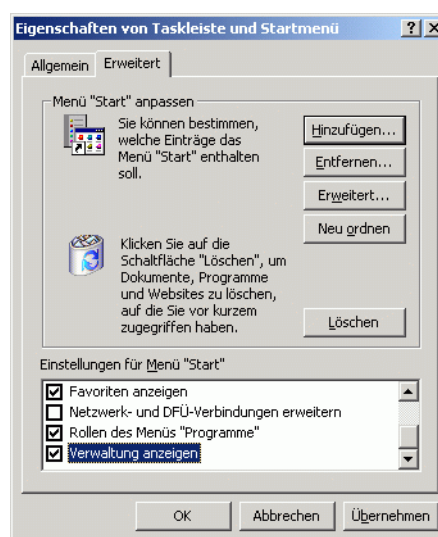 Eigenschaften von Taskleiste und Startmenü
Allgemein
Erweitert
Menü "Start" anpassen
Sie können bestimmen,
welche Einträge das
Menü "Start" enthalten
soll.
Hinzufügen...
Entfernen...
Erweitert...
Neu ordnen
Klicken Sie auf die
Schaltfläche "Löschen", um
Dokumente, Programme
und Websites zu löschen,
auf die Sie vor kurzem
zugegriffen haben.
Löschen
Einstellungen für Menü "Start"
Favoriten anzeigen
Netzwerk- und DFÜ-Verbindungen erweitern
Rollen des Menüs "Programme"
Verwaltung anzeigen
OK
Abbrechen
Übernehmen